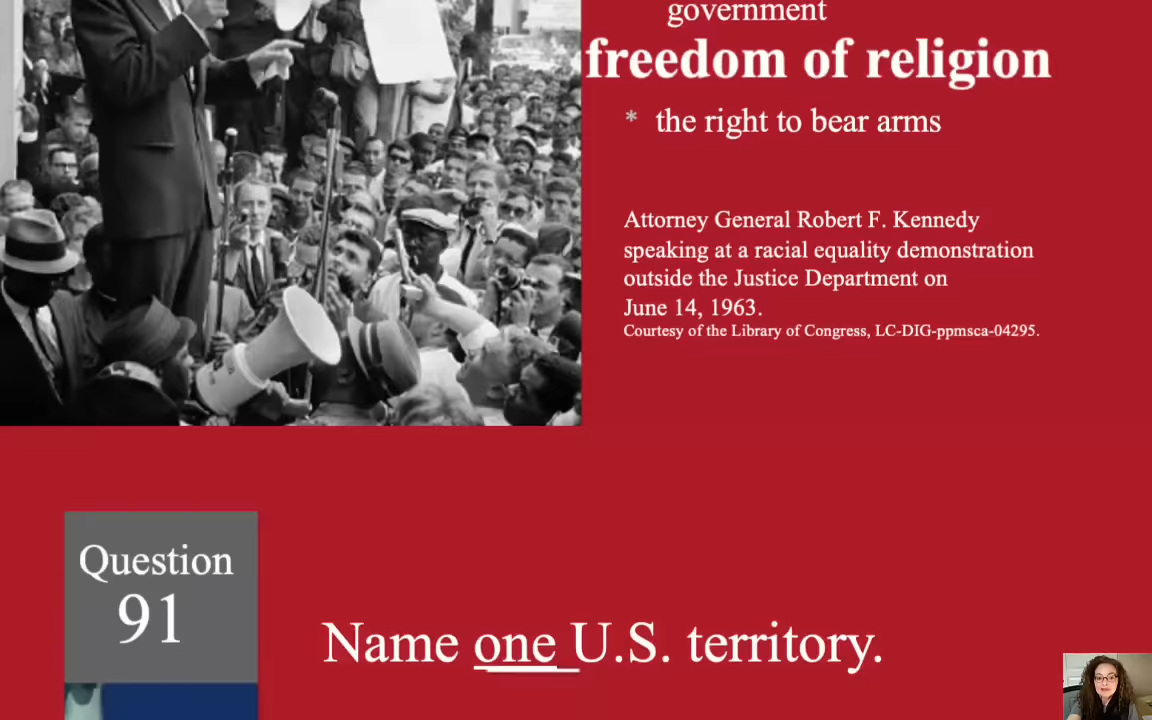 government
freedom of religion
* the right to bear arms
Attorney General Robert F. Kennedy
speaking at a racial equality demonstration
outside the Justice Department on
June 14, 1963.
Courtesy of the Library of Congress, LC-DIG-ppmsca-04295.
Question
91
Name one U.S. territory.